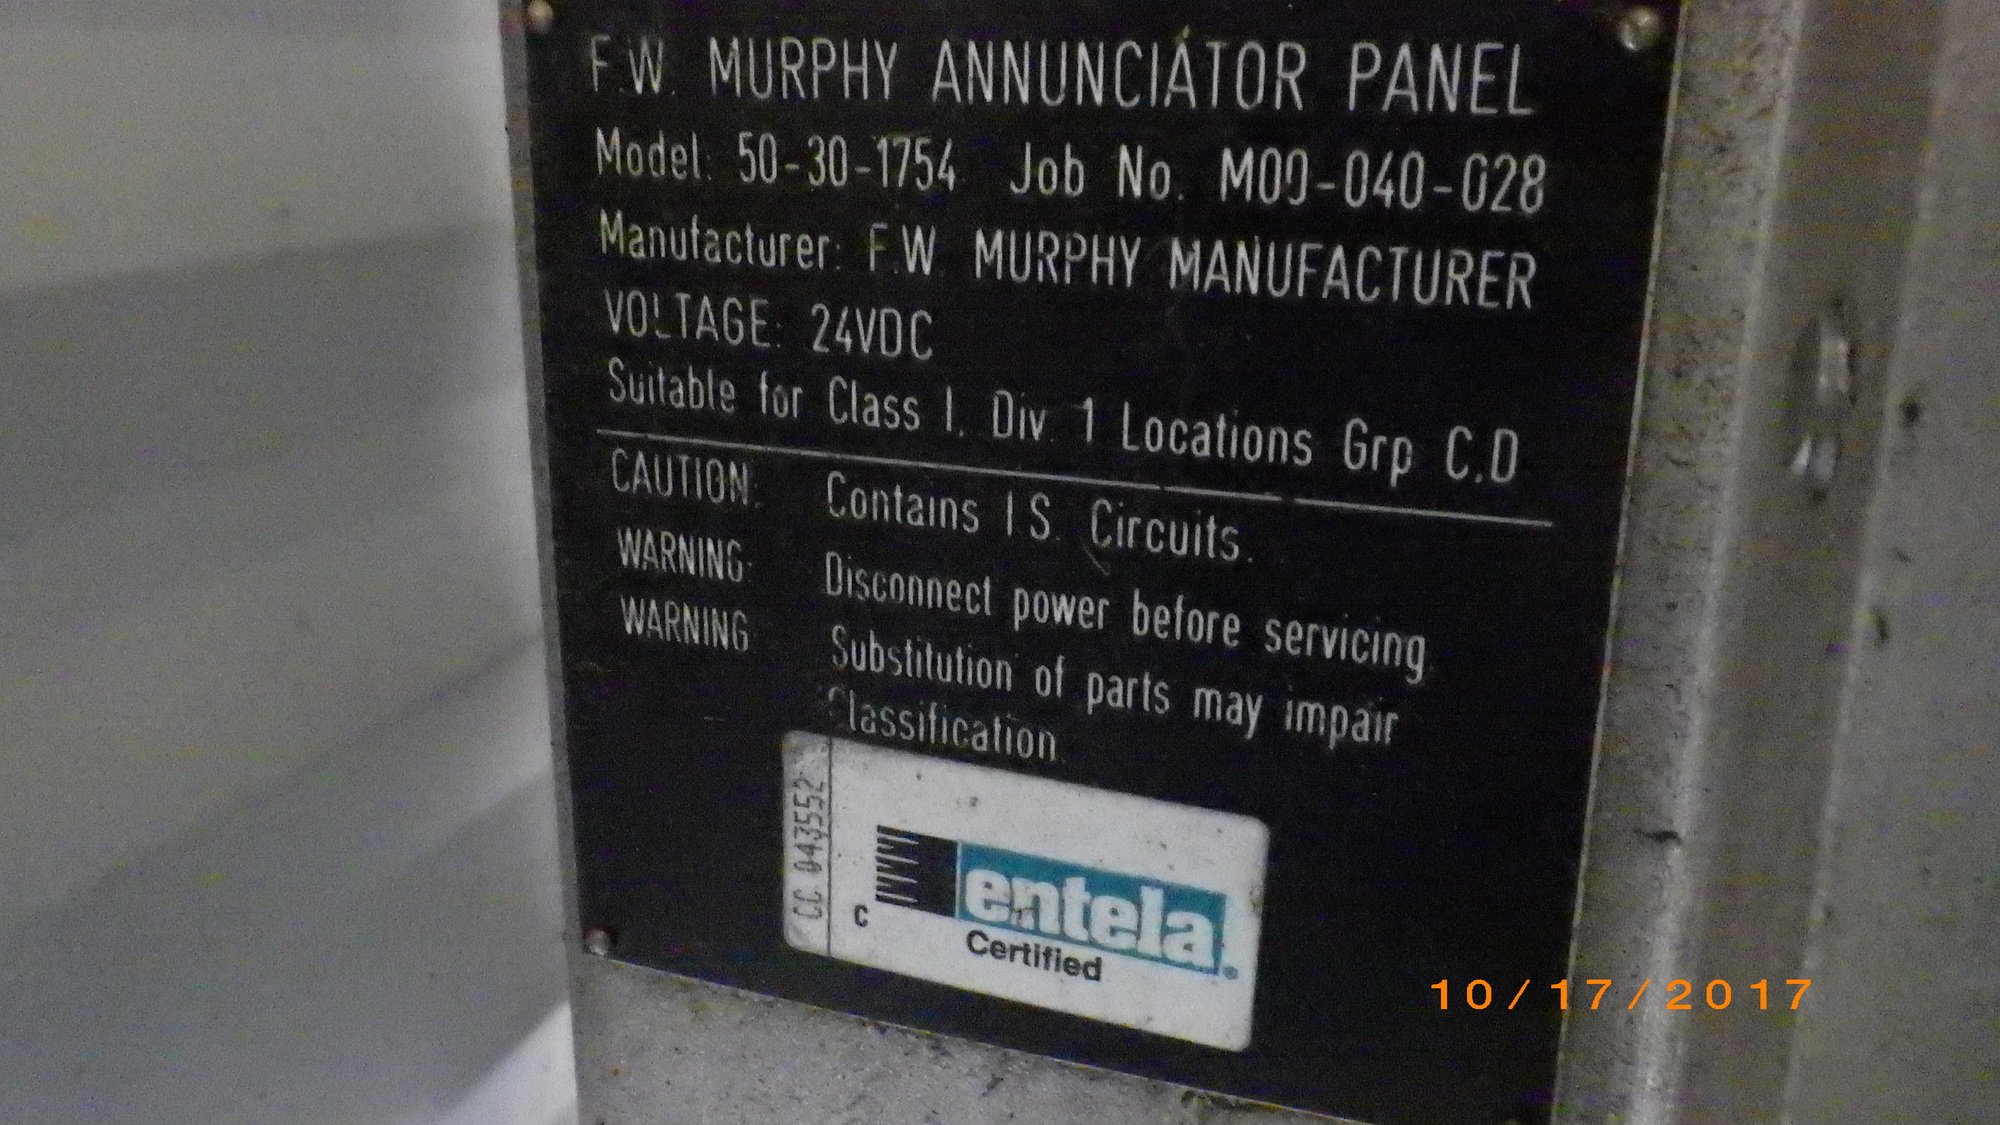 F.W. MURPHY ANNUNCIATOR PANEL
Model: 50-30-1754 Job No. M00-040-028
Manufacturer: F.W. MURPHY MANUFACTURER
VOLTAGE: 24VDC
Suitable for Class I, Div. 1 Locations Grp C,D
CAUTION: Contains I.S. Circuits.
WARNING: Disconnect power before servicing.
WARNING Substitution of parts may impair
Classification
CC 043552
C
entela
Certified
10/17/2017